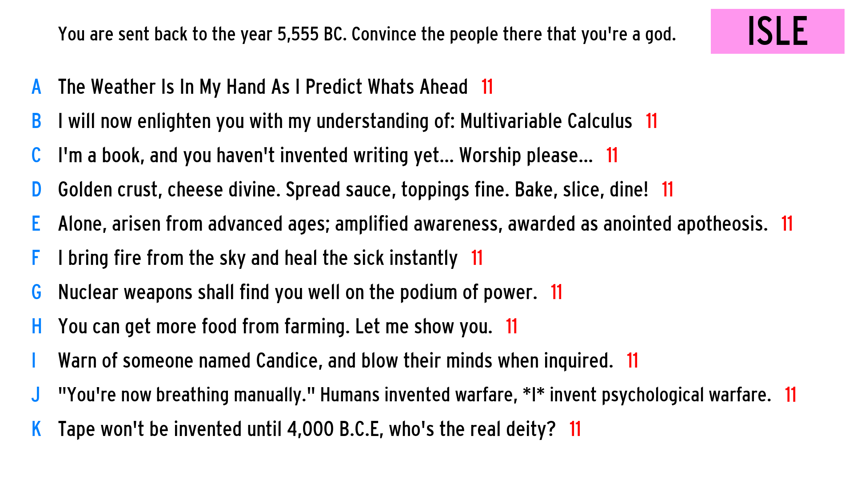 You are sent back to the year 5,555 BC. Convince the people there that you're a god.
ISLE
A The Weather Is In My Hand As I Predict Whats Ahead 11
B I will now enlighten you with my understanding of: Multivariable Calculus 11
C I'm a book, and you haven't invented writing yet... Worship please... 11
D Golden crust, cheese divine. Spread sauce, toppings fine. Bake, slice, dine! 11
E Alone, arisen from advanced ages; amplified awareness, awarded as anointed apotheosis. 11
F I bring fire from the sky and heal the sick instantly 11
G Nuclear weapons shall find you well on the podium of power. 11
H You can get more food from farming. Let me show you. 11
I Warn of someone named Candice, and blow their minds when inquired. 11
J "You're now breathing manually." Humans invented warfare, *I* invent psychological warfare. 11
K Tape won't be invented until 4,000 B.C.E, who's the real deity? 11